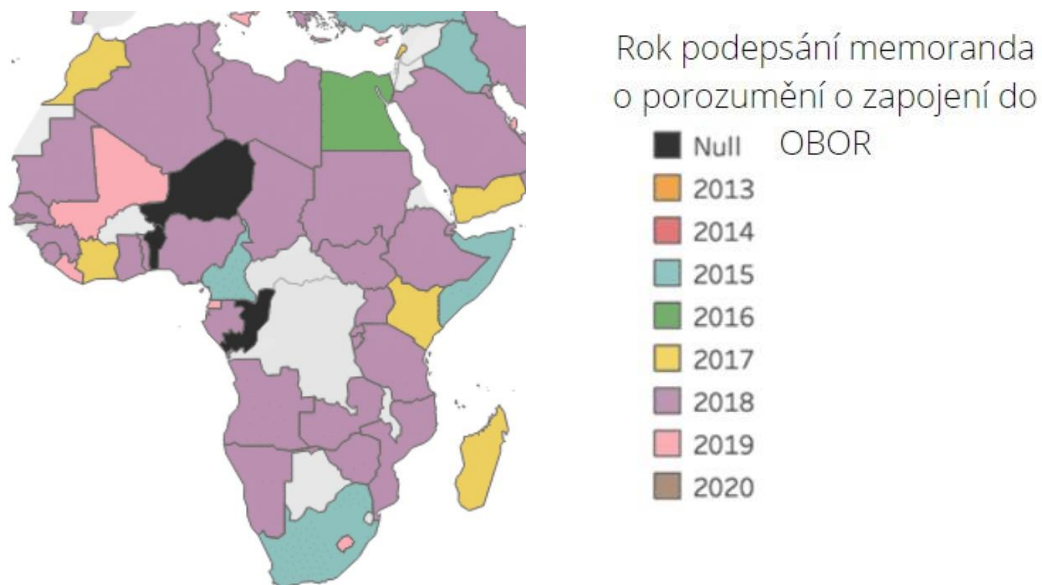 Rok podepsání memoranda
o porozumění o zapojení do
OBOR
Null
2013
2014
2015
2016
2017
2018
2019
2020